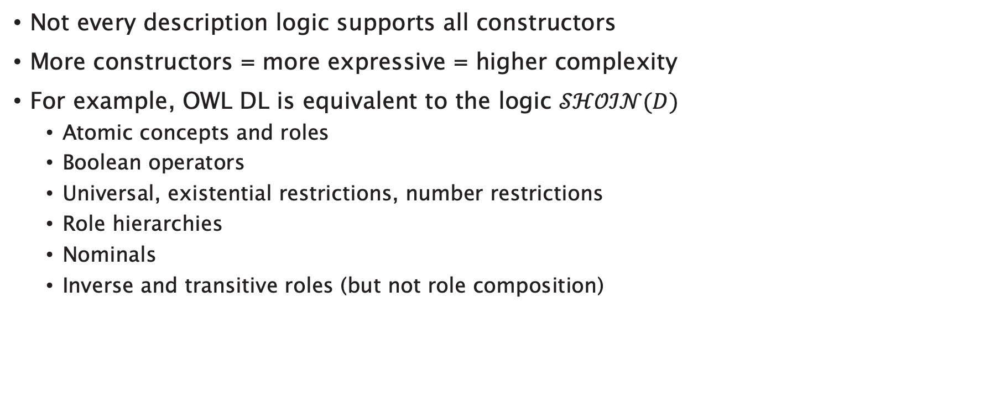 • Not every description logic supports all constructors
• More constructors = more expressive = higher complexity
• For example, OWL DL is equivalent to the logic 𝒮ℋ𝒪ℐ𝒩(D)
• Atomic concepts and roles
• Boolean operators
• Universal, existential restrictions, number restrictions
• Role hierarchies
• Nominals
• Inverse and transitive roles (but not role composition)